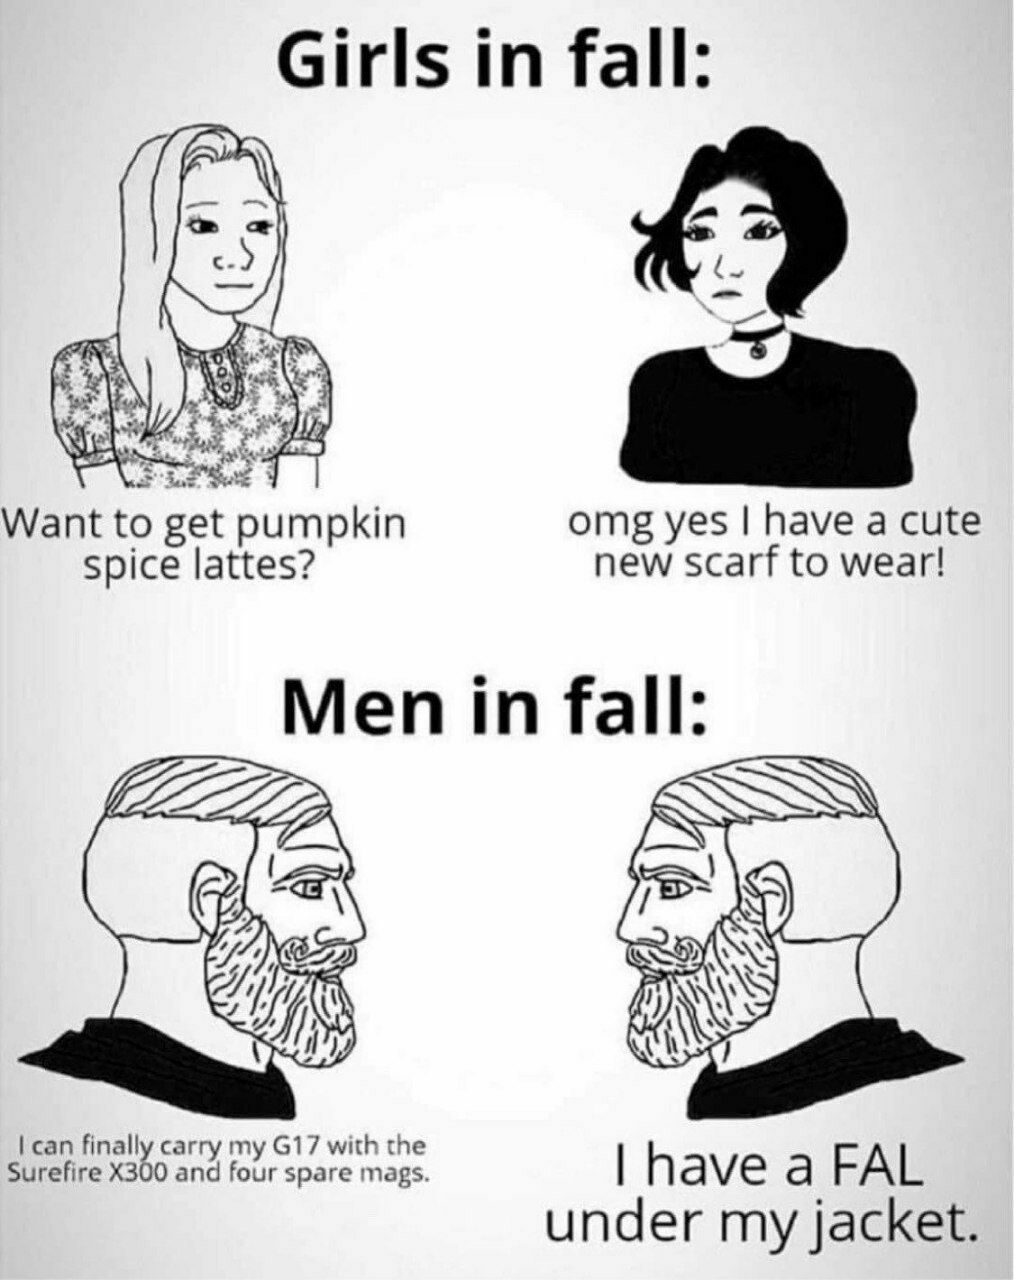 Girls in fall:
Want to get pumpkin
spice lattes?
omg yes I have a cute
new scarf to wear!
Men in fall:
I can finally carry my G17 with the
Surefire X300 and four spare mags.
I have a FAL
under my jacket.